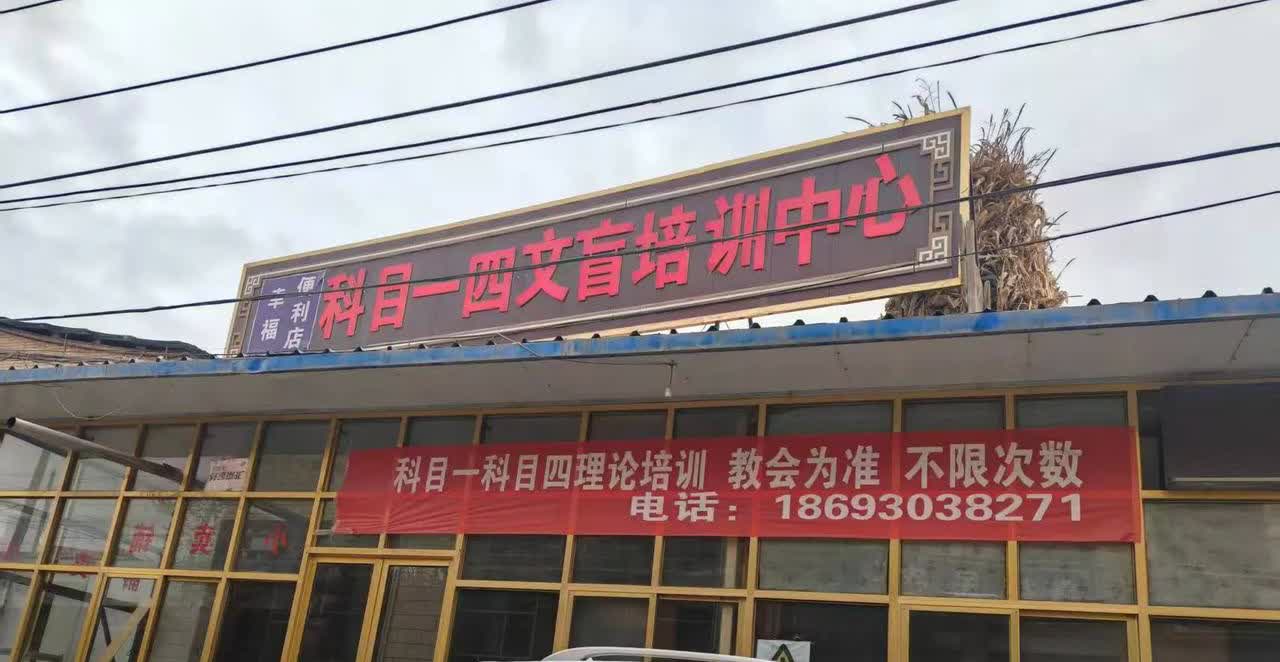 幸福
便利店
科目一四文盲培训中心
科目一科目四理论培训 教会为准 不限次数
电话：18693038271